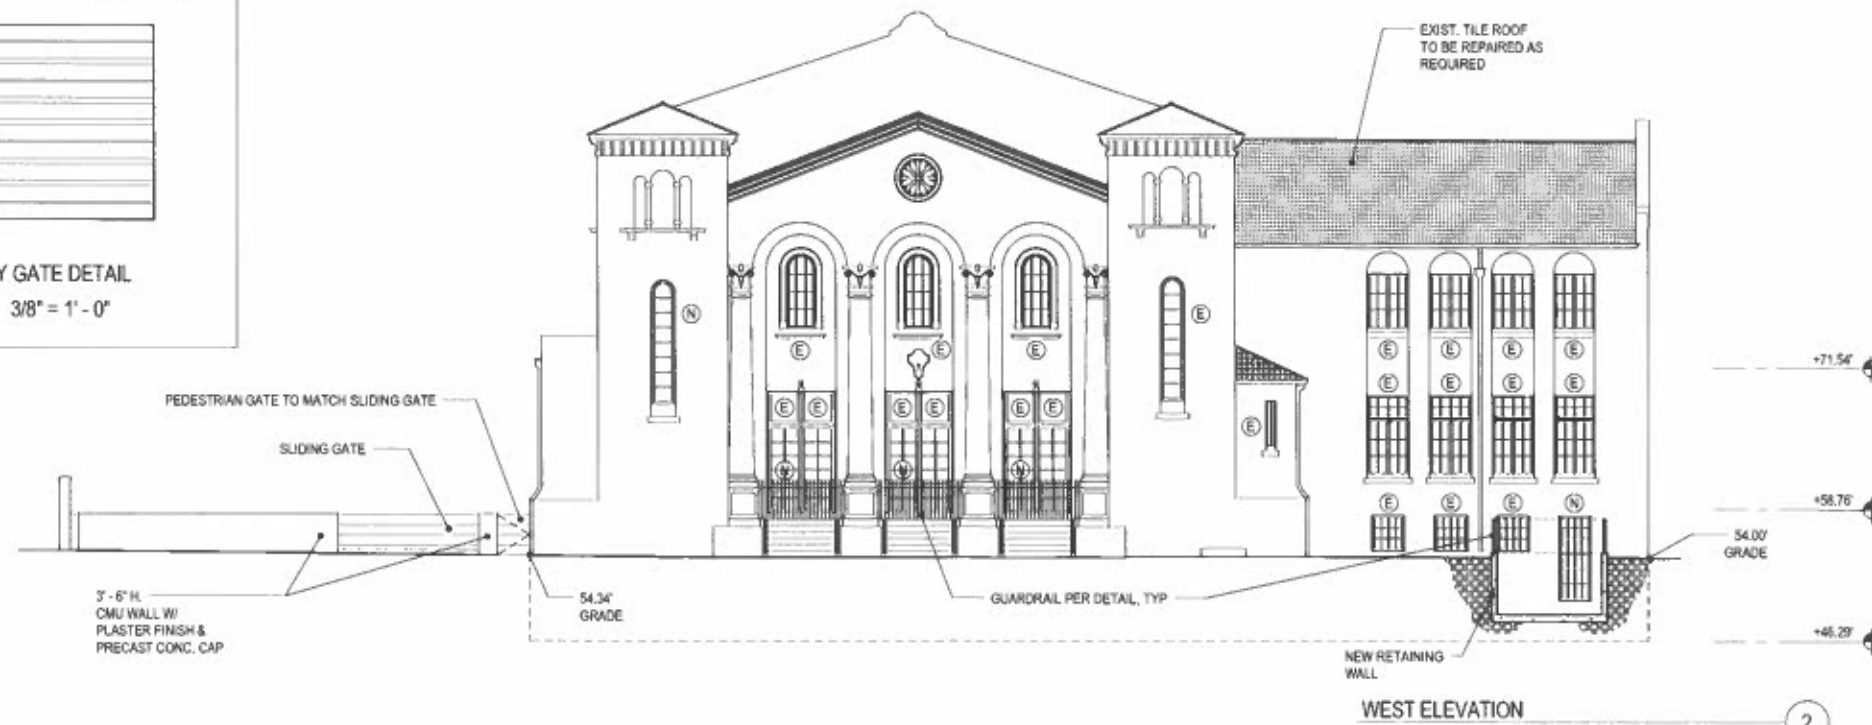 EXIST. TILE ROOF
TO BE REPAIRED AS
REQUIRED
Y GATE DETAIL
3/8" = 1' - 0"
N
E
E
E
E
E
E
E
E
+71.54'
E
E
E
E
PEDESTRIAN GATE TO MATCH SLIDING GATE
E
E
E
E
E
E
E
SLIDING GATE
N
N
N
E
E
E
N
+58.76'
54.00'
GRADE
3' - 6" H.
CMU WALL W/
PLASTER FINISH &
PRECAST CONC. CAP
54.34'
GRADE
GUARDRAIL PER DETAIL, TYP
+46.29'
NEW RETAINING
WALL
WEST ELEVATION
2